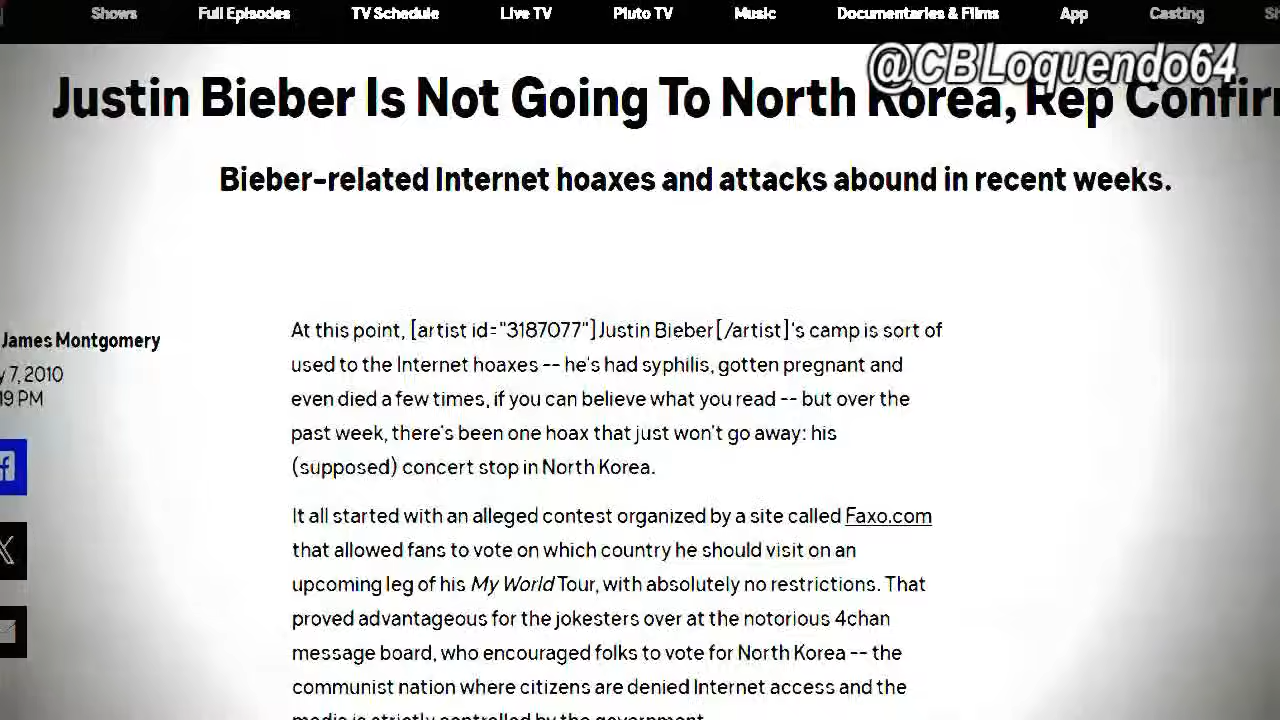 Shows Full Episodes TV Schedule Live TV Pluto TV Music Documentaries & Films App Casting
@CBLoquendo64
Justin Bieber Is Not Going To North Korea, Rep Confir
Bieber-related Internet hoaxes and attacks abound in recent weeks.
James Montgomery
7, 2010
PM
At this point, [artist id="3187077"]Justin Bieber[/artist]'s camp is sort of
used to the Internet hoaxes -- he's had syphilis, gotten pregnant and
even died a few times, if you can believe what you read -- but over the
past week, there's been one hoax that just won't go away: his
(supposed) concert stop in North Korea.
It all started with an alleged contest organized by a site called Faxo.com
that allowed fans to vote on which country he should visit on an
upcoming leg of his My World Tour, with absolutely no restrictions. That
proved advantageous for the jokesters over at the notorious 4chan
message board, who encouraged folks to vote for North Korea -- the
communist nation where citizens are denied Internet access and the
media is strictly controlled by the government.